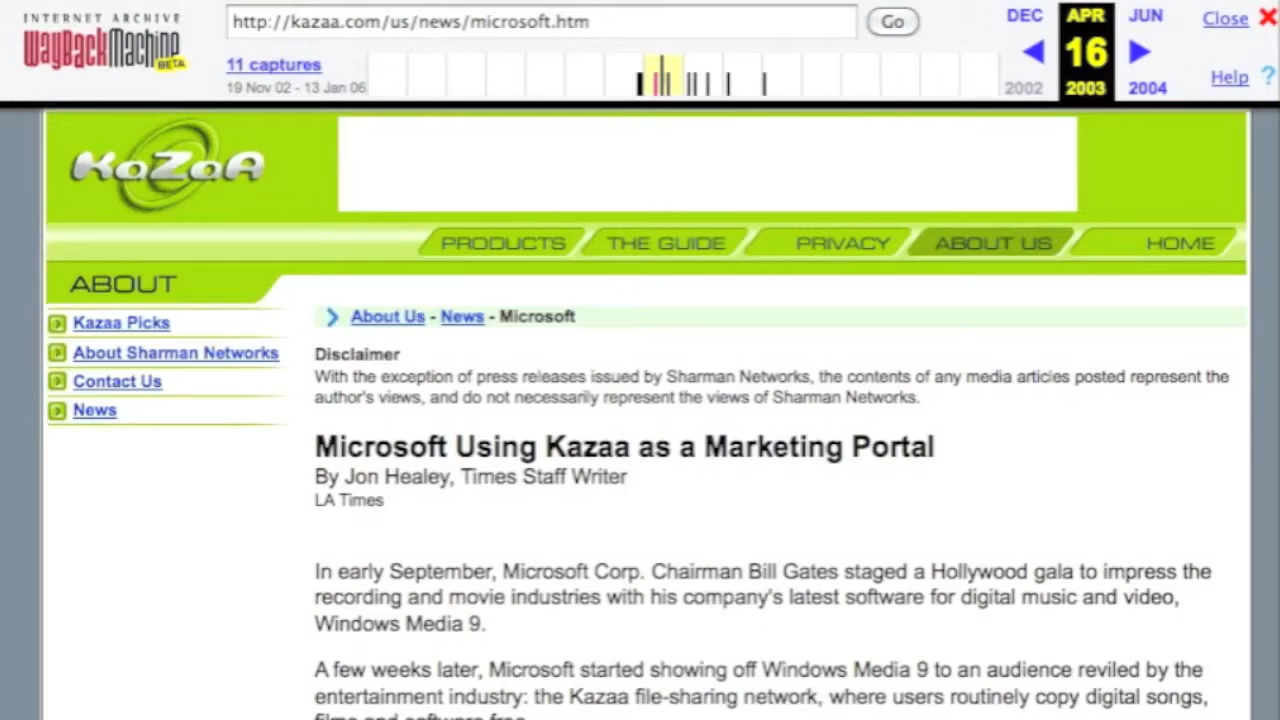 INTERNET ARCHIVE
WayBackMachine
BETA
http://kazaa.com/us/news/microsoft.htm
Go
DEC
APR
JUN
Close
11 captures
16
19 Nov 02 - 13 Jan 06
2002
2003
2004
Help ?
KaZaA
PRODUCTS
THE GUIDE
PRIVACY
ABOUT US
HOME
ABOUT
Kazaa Picks
About Sharman Networks
Contact Us
News
About Us - News - Microsoft
Disclaimer
With the exception of press releases issued by Sharman Networks, the contents of any media articles posted represent the
author's views, and do not necessarily represent the views of Sharman Networks.
Microsoft Using Kazaa as a Marketing Portal
By Jon Healey, Times Staff Writer
LA Times
In early September, Microsoft Corp. Chairman Bill Gates staged a Hollywood gala to impress the
recording and movie industries with his company's latest software for digital music and video,
Windows Media 9.
A few weeks later, Microsoft started showing off Windows Media 9 to an audience reviled by the
entertainment industry: the Kazaa file-sharing network, where users routinely copy digital songs,
films and software free.